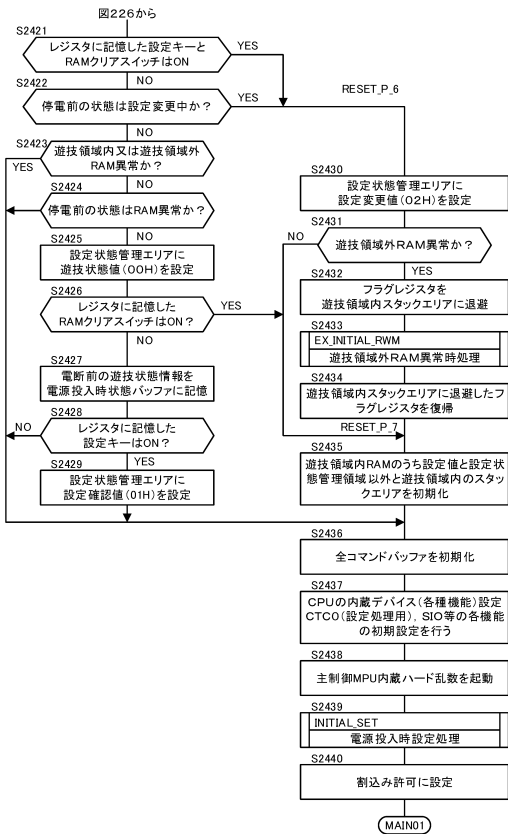 図226から
S2421
レジスタに記憶した設定キーと
RAMクリアスイッチはON
YES
NO
S2422
停電前の状態は設定変更中か？
YES
RESET_P_6
NO
S2423
YES
遊技領域内又は遊技領域外
RAM異常か？
NO
S2424
停電前の状態はRAM異常か？
NO
S2425
設定状態管理エリアに
遊技状態値(00H)を設定
S2426
レジスタに記憶した
RAMクリアスイッチはON？
YES
NO
S2427
電断前の遊技状態情報を
電源投入時状態バッファに記憶
S2428
NO
レジスタに記憶した
設定キーはON？
YES
S2429
設定状態管理エリアに
設定確認値(01H)を設定
S2430
設定状態管理エリアに
設定変更値(02H)を設定
S2431
NO
遊技領域外RAM異常か？
YES
S2432
フラグレジスタを
遊技領域内スタックエリアに退避
S2433
EX_INITIAL_RWM
遊技領域外RAM異常時処理
S2434
遊技領域内スタックエリアに退避したフ
ラグレジスタを復帰
RESET_P_7
S2435
遊技領域内RAMのうち設定値と設定状
態管理領域以外と遊技領域内のスタッ
クエリアを初期化
S2436
全コマンドバッファを初期化
S2437
CPUの内蔵デバイス(各種機能)設定
CTC0(設定処理用)，SIO等の各機能
の初期設定を行う
S2438
主制御MPU内蔵ハード乱数を起動
S2439
INITIAL_SET
電源投入時設定処理
S2440
割込み許可に設定
MAIN01